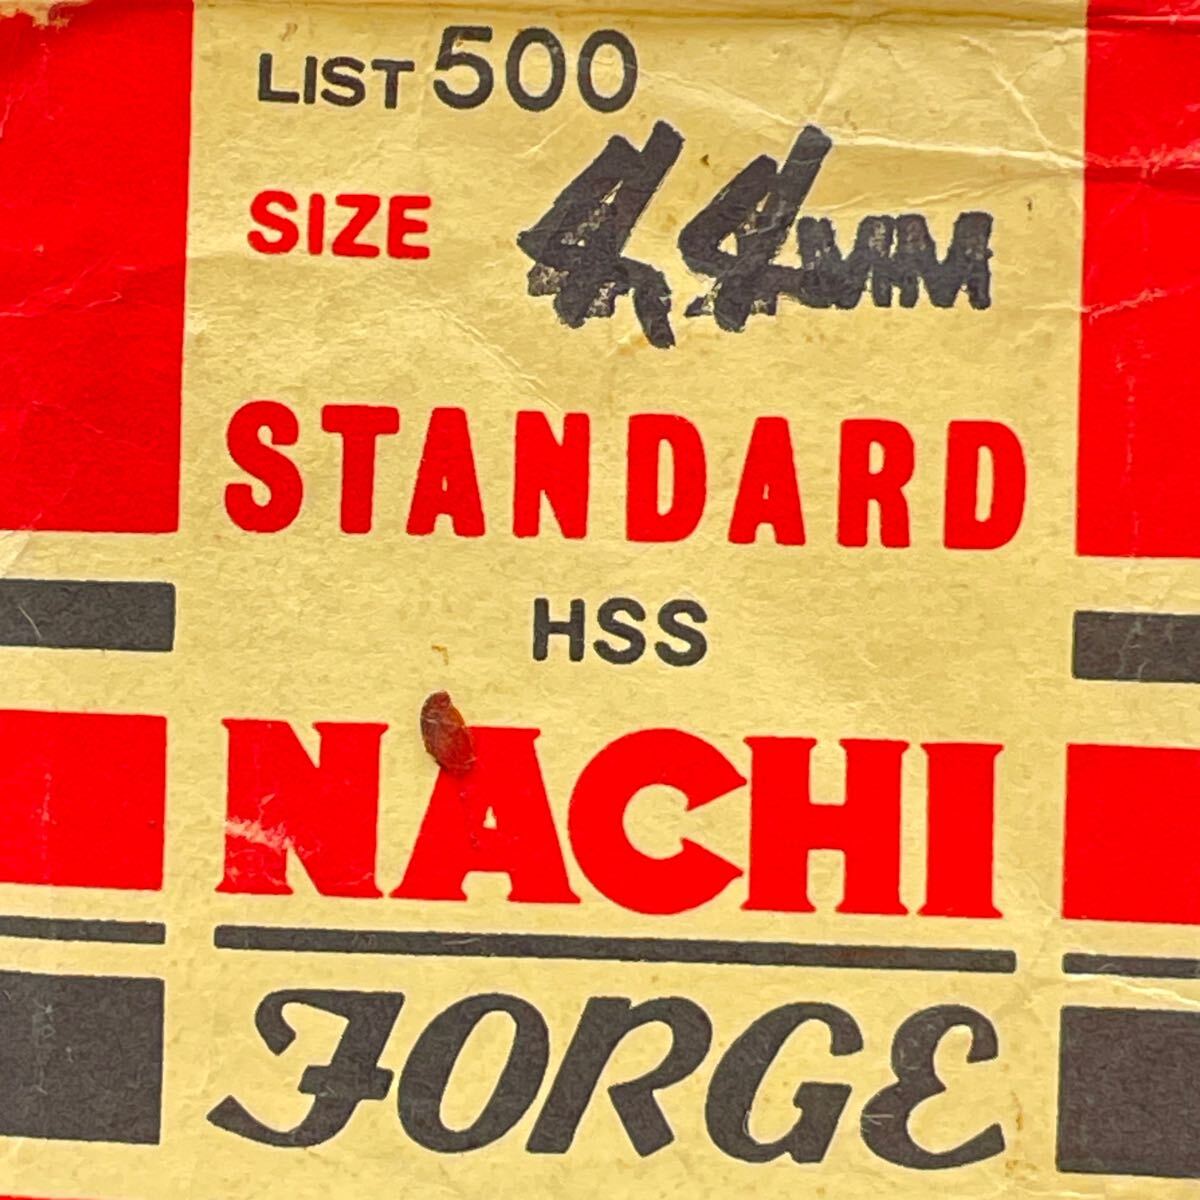 LIST 500
SIZE 4.4MM
STANDARD
HSS
NACHI
FORGE